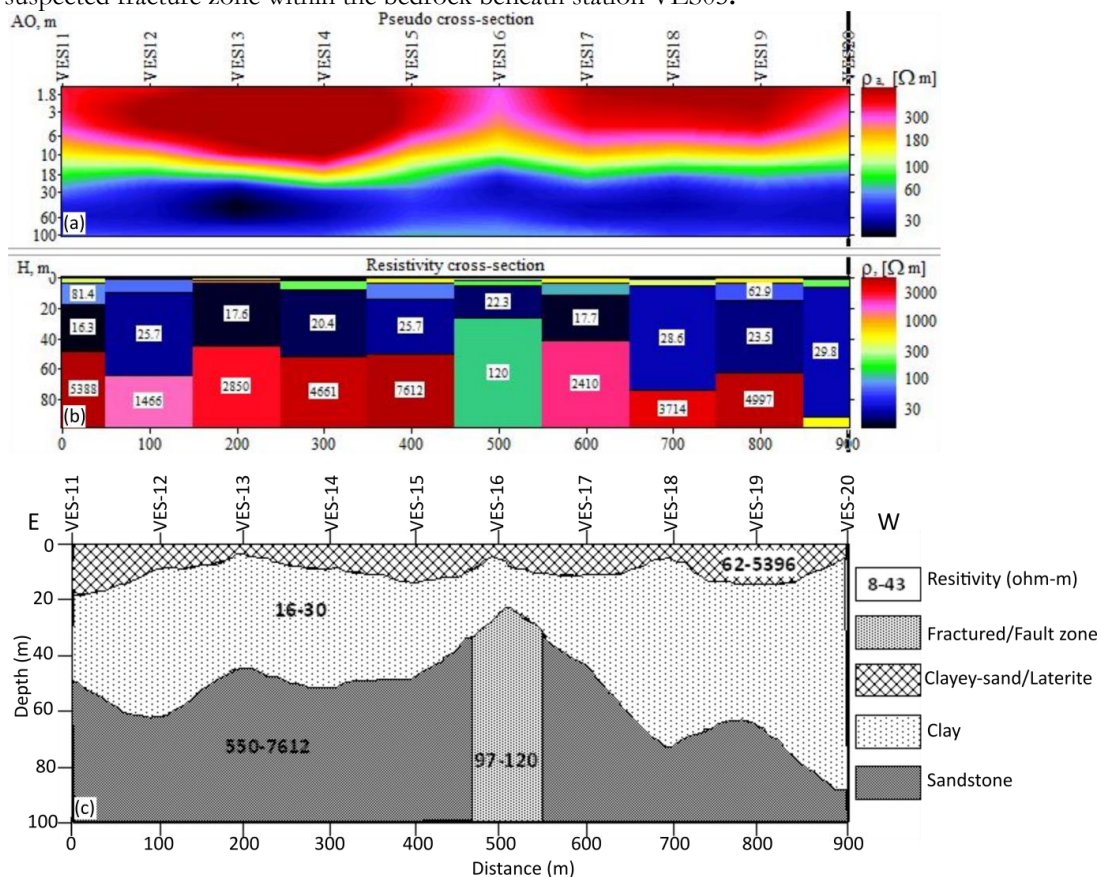 suspected fracture zone within the bedrock beneath station VES05.
AO, m Pseudo cross-section
VES11 VES12 VES13 VES14 VES15 VES16 VES17 VES18 VES19 VES20
ρa, [Ωm]
1.8
3
6
10
18
30
60
100
(a)
300
180
100
60
30
H, m Resistivity cross-section ρ, [Ωm]
0
20
40
60
80
(b)
81.4 62.9
16.3 25.7 17.6 20.4 25.7 22.3 17.7 28.6 23.5 29.8
5388 1466 2850 4661 7612 120 2410 3714 4997
3000
1000
300
100
30
0 100 200 300 400 500 600 700 800 900
VES-11 VES-12 VES-13 VES-14 VES-15 VES-16 VES-17 VES-18 VES-19 VES-20
E W
0
20
40
60
80
100
Depth (m)
62-5396
16-30
550-7612
97-120
(c)
8-43 Resitivity (ohm-m)
Fractured/Fault zone
Clayey-sand/Laterite
Clay
Sandstone
0 100 200 300 400 500 600 700 800 900
Distance (m)